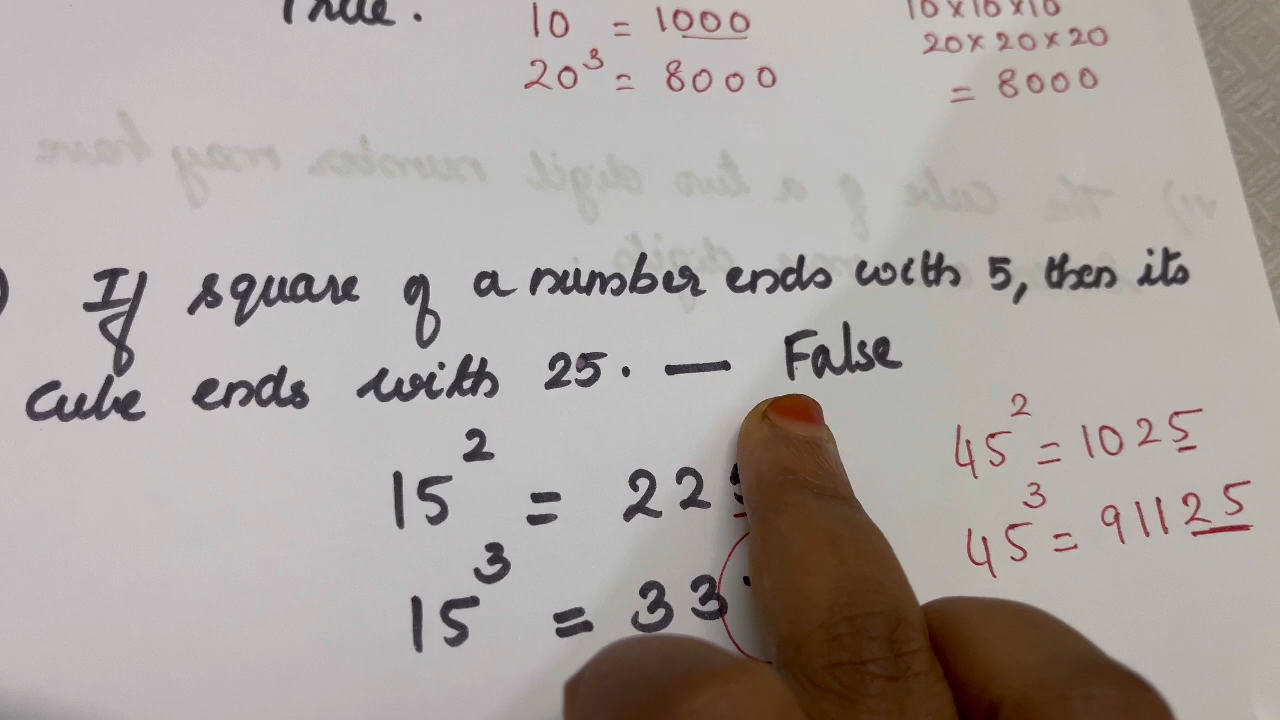 True.
10 = 1000
20³ = 8000
10×10×10
20×20×20
= 8000
If square of a number ends with 5, then its
cube ends with 25. — False
15² = 22
15³ = 33
45² = 1025
45³ = 91125